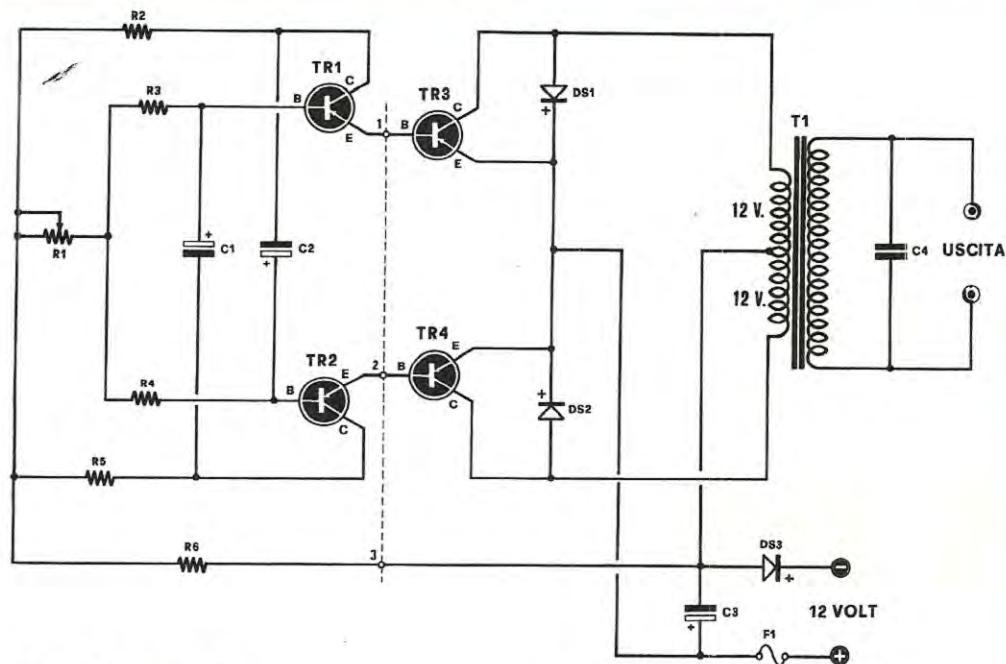 R2
TR1
C
B
E
R3
1
TR3
B
C
E
DS1
+
T1
12 V.
12 V.
R1
+
C1
C2
+
C4
USCITA
TR2
B
E
C
2
TR4
B
E
C
+
DS2
R4
R5
R6
3
DS3
+
−
12 VOLT
C3
+
F1
+